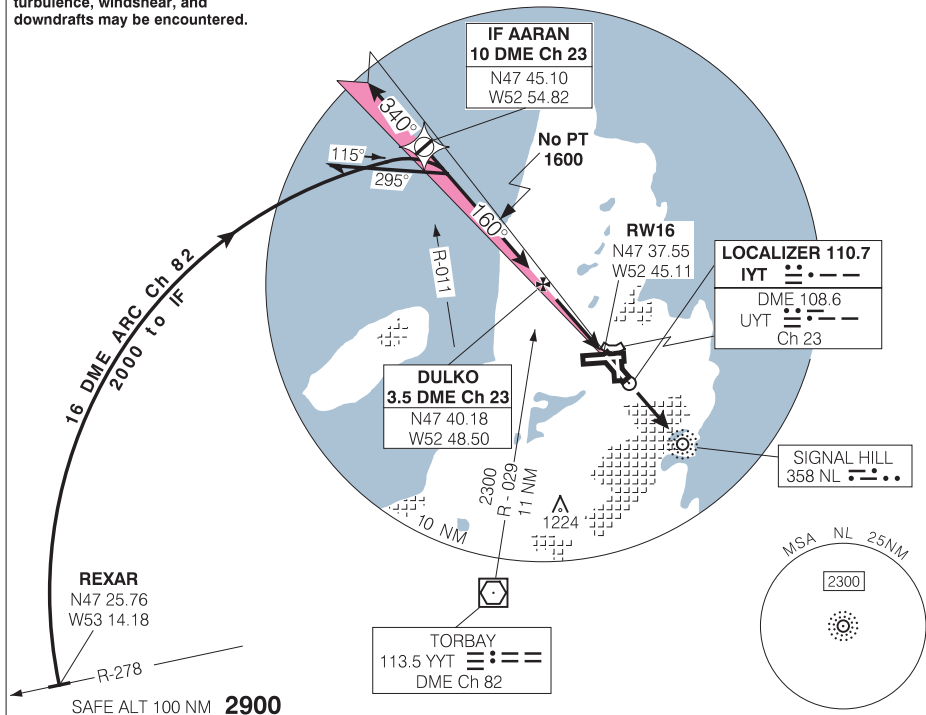 turbulence, windshear, and
downdrafts may be encountered.
IF AARAN
10 DME Ch 23
N47 45.10
W52 54.82
340°
115°
295°
No PT
1600
160°
R-011
RW16
N47 37.55
W52 45.11
LOCALIZER 110.7
IYT
DME 108.6
UYT
Ch 23
16 DME ARC Ch 82
2000 to IF
DULKO
3.5 DME Ch 23
N47 40.18
W52 48.50
2300
R - 029
11 NM
SIGNAL HILL
358 NL
1224
10 NM
MSA NL 25NM
2300
REXAR
N47 25.76
W53 14.18
R-278
TORBAY
113.5 YYT
DME Ch 82
SAFE ALT 100 NM 2900